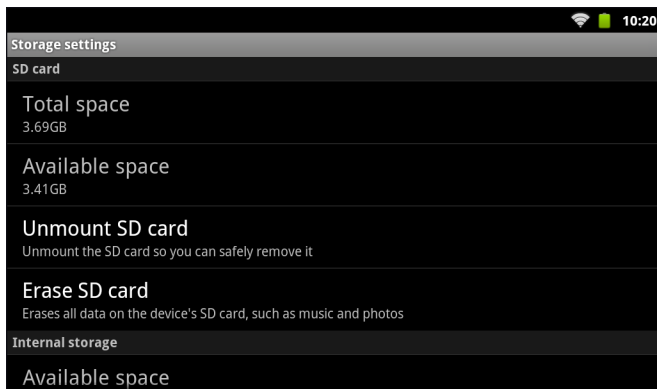 10:20
Storage settings
SD card
Total space
3.69GB
Available space
3.41GB
Unmount SD card
Unmount the SD card so you can safely remove it
Erase SD card
Erases all data on the device's SD card, such as music and photos
Internal storage
Available space